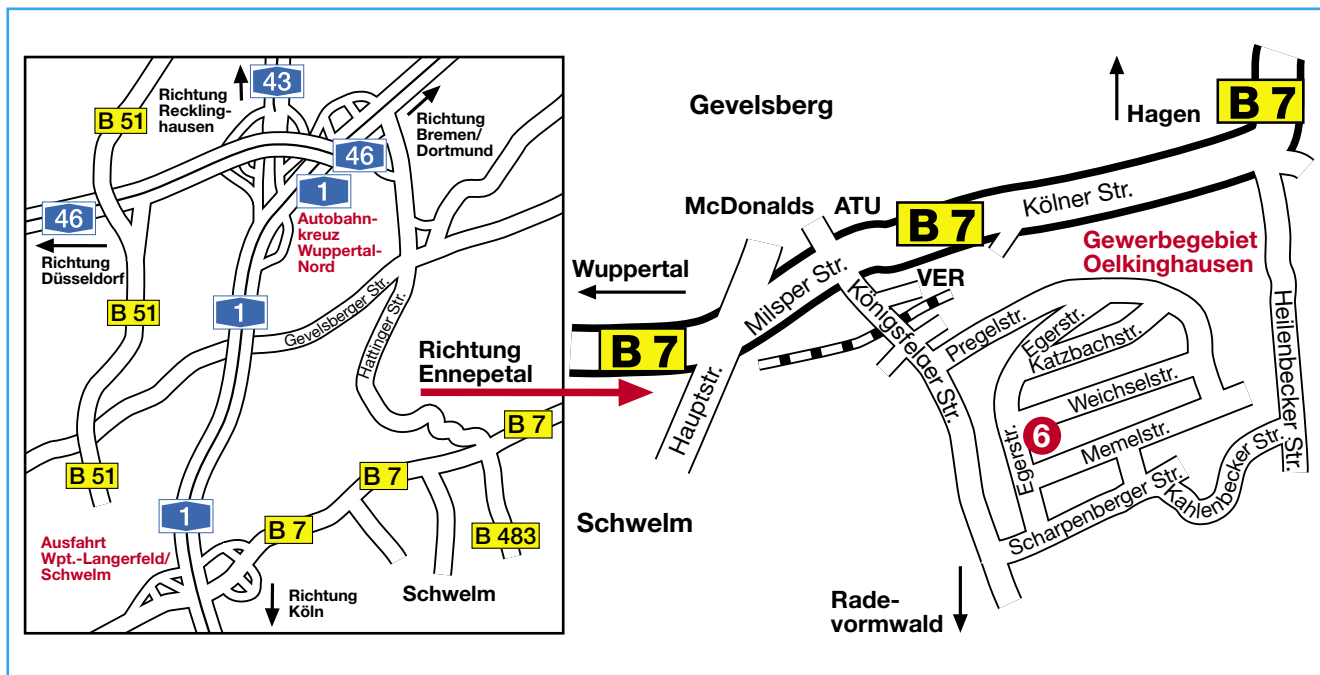 43
Richtung
Reckling-
hausen
B 51
Richtung
Bremen/
Dortmund
46
1
46
Autobahn-
kreuz
Wuppertal-
Nord
Richtung
Düsseldorf
B 51
1
Gevelsberger Str.
Hattinger Str.
Richtung
Ennepetal
B 7
B 51
B 7
1
B 7
B 483
Ausfahrt
Wpt.-Langerfeld/
Schwelm
Richtung
Köln
Schwelm
Gevelsberg
Hagen
B 7
McDonalds
ATU
B 7
Kölner Str.
Gewerbegebiet
Oelkinghausen
Wuppertal
Milsper Str.
VER
Königsfelder Str.
B 7
Hauptstr.
Pregelstr.
Egerstr.
Katzbachstr.
Heilenbecker Str.
Weichselstr.
6
Egerstr.
Memelstr.
Kahlenbecker Str.
Scharpenberger Str.
Schwelm
Rade-
vormwald